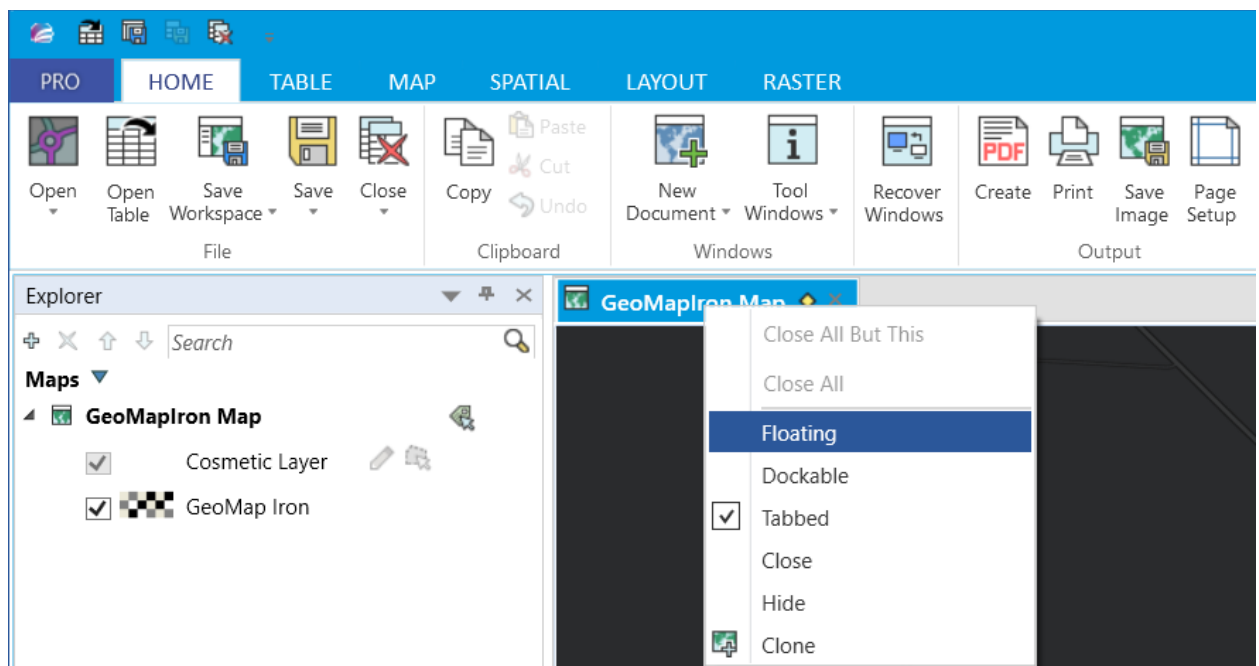 PRO HOME TABLE MAP SPATIAL LAYOUT RASTER
Paste
Cut
Undo
Open Open Save Save Close Copy New Tool Recover Create Print Save Page
Table Workspace Document Windows Windows Image Setup
File Clipboard Windows Output
Explorer
GeoMapIron Map
Search
Maps
GeoMapIron Map
Cosmetic Layer
GeoMap Iron
Close All But This
Close All
Floating
Dockable
Tabbed
Close
Hide
Clone
PDF